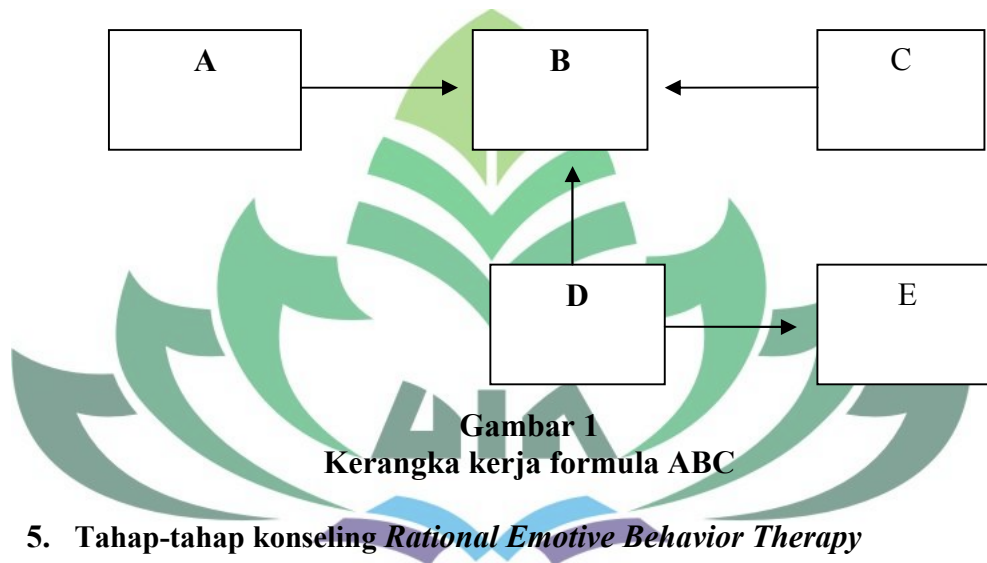 A B C
D E
Gambar 1
Kerangka kerja formula ABC
5. Tahap-tahap konseling Rational Emotive Behavior Therapy